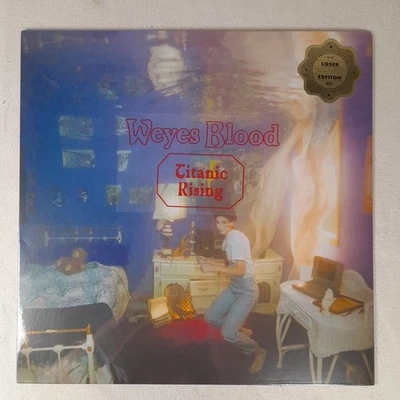 LOSER
EDITION
Weyes Blood
Titanic
Rising